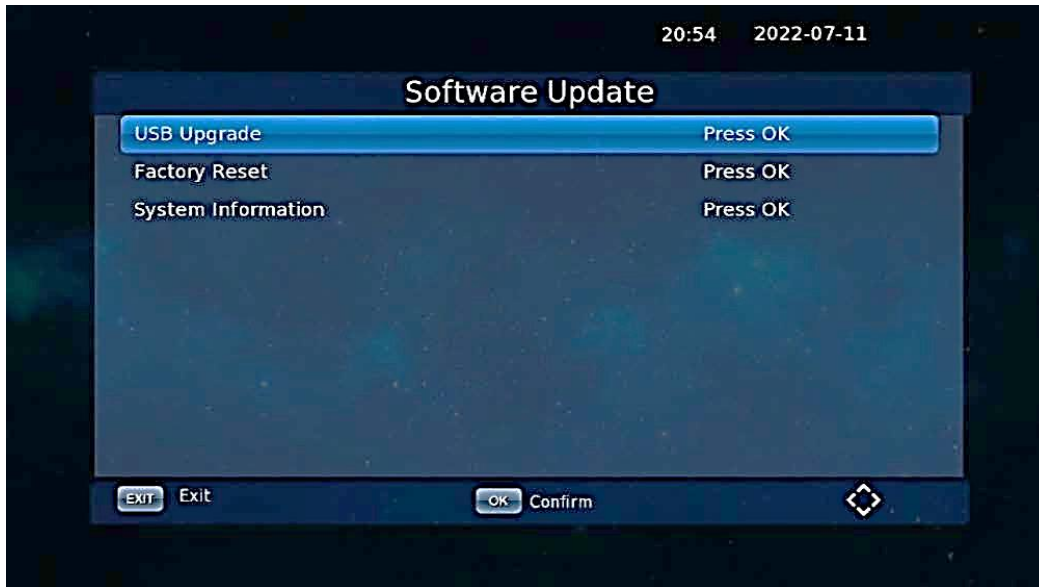 20:54 2022-07-11
Software Update
USB Upgrade Press OK
Factory Reset Press OK
System Information Press OK
EXIT Exit OK Confirm